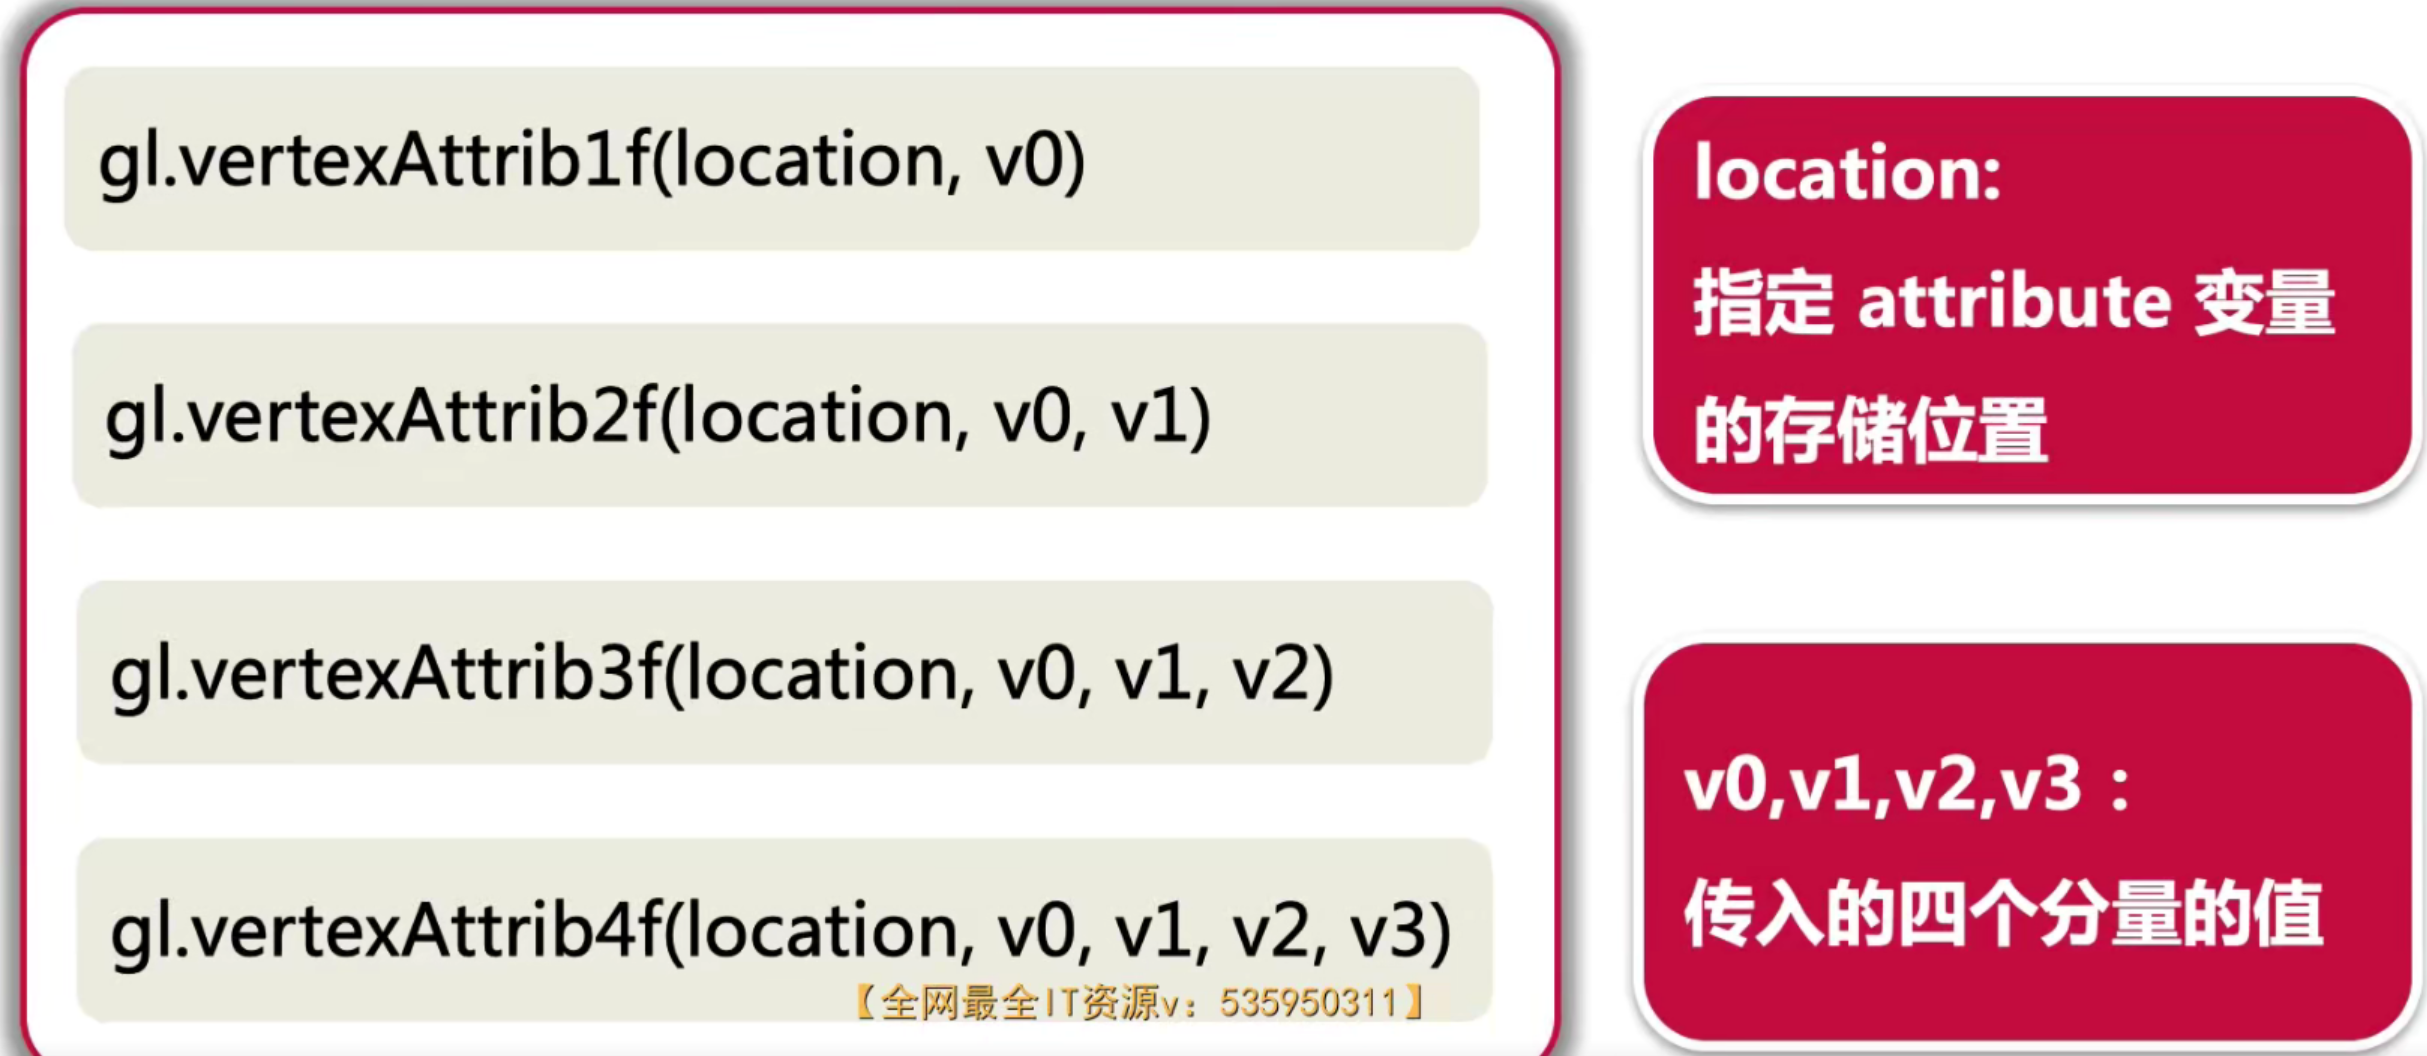 gl.vertexAttrib1f(location, v0)
gl.vertexAttrib2f(location, v0, v1)
gl.vertexAttrib3f(location, v0, v1, v2)
gl.vertexAttrib4f(location, v0, v1, v2, v3)
【全网最全IT资源v：535950311】
location:
指定 attribute 变量
的存储位置
v0,v1,v2,v3：
传入的四个分量的值